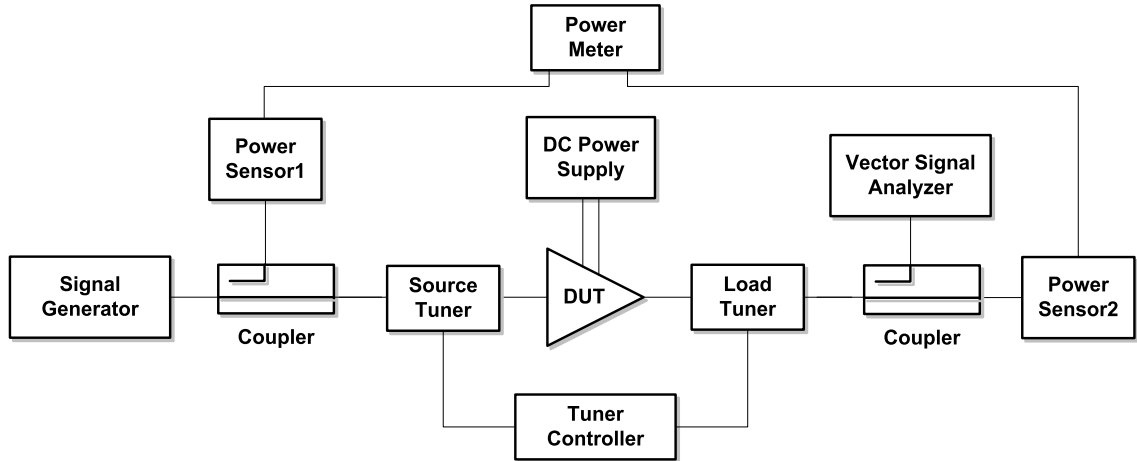 Power
Meter
Power
Sensor1
DC Power
Supply
Vector Signal
Analyzer
Signal
Generator
Coupler
Source
Tuner
DUT
Load
Tuner
Coupler
Power
Sensor2
Tuner
Controller